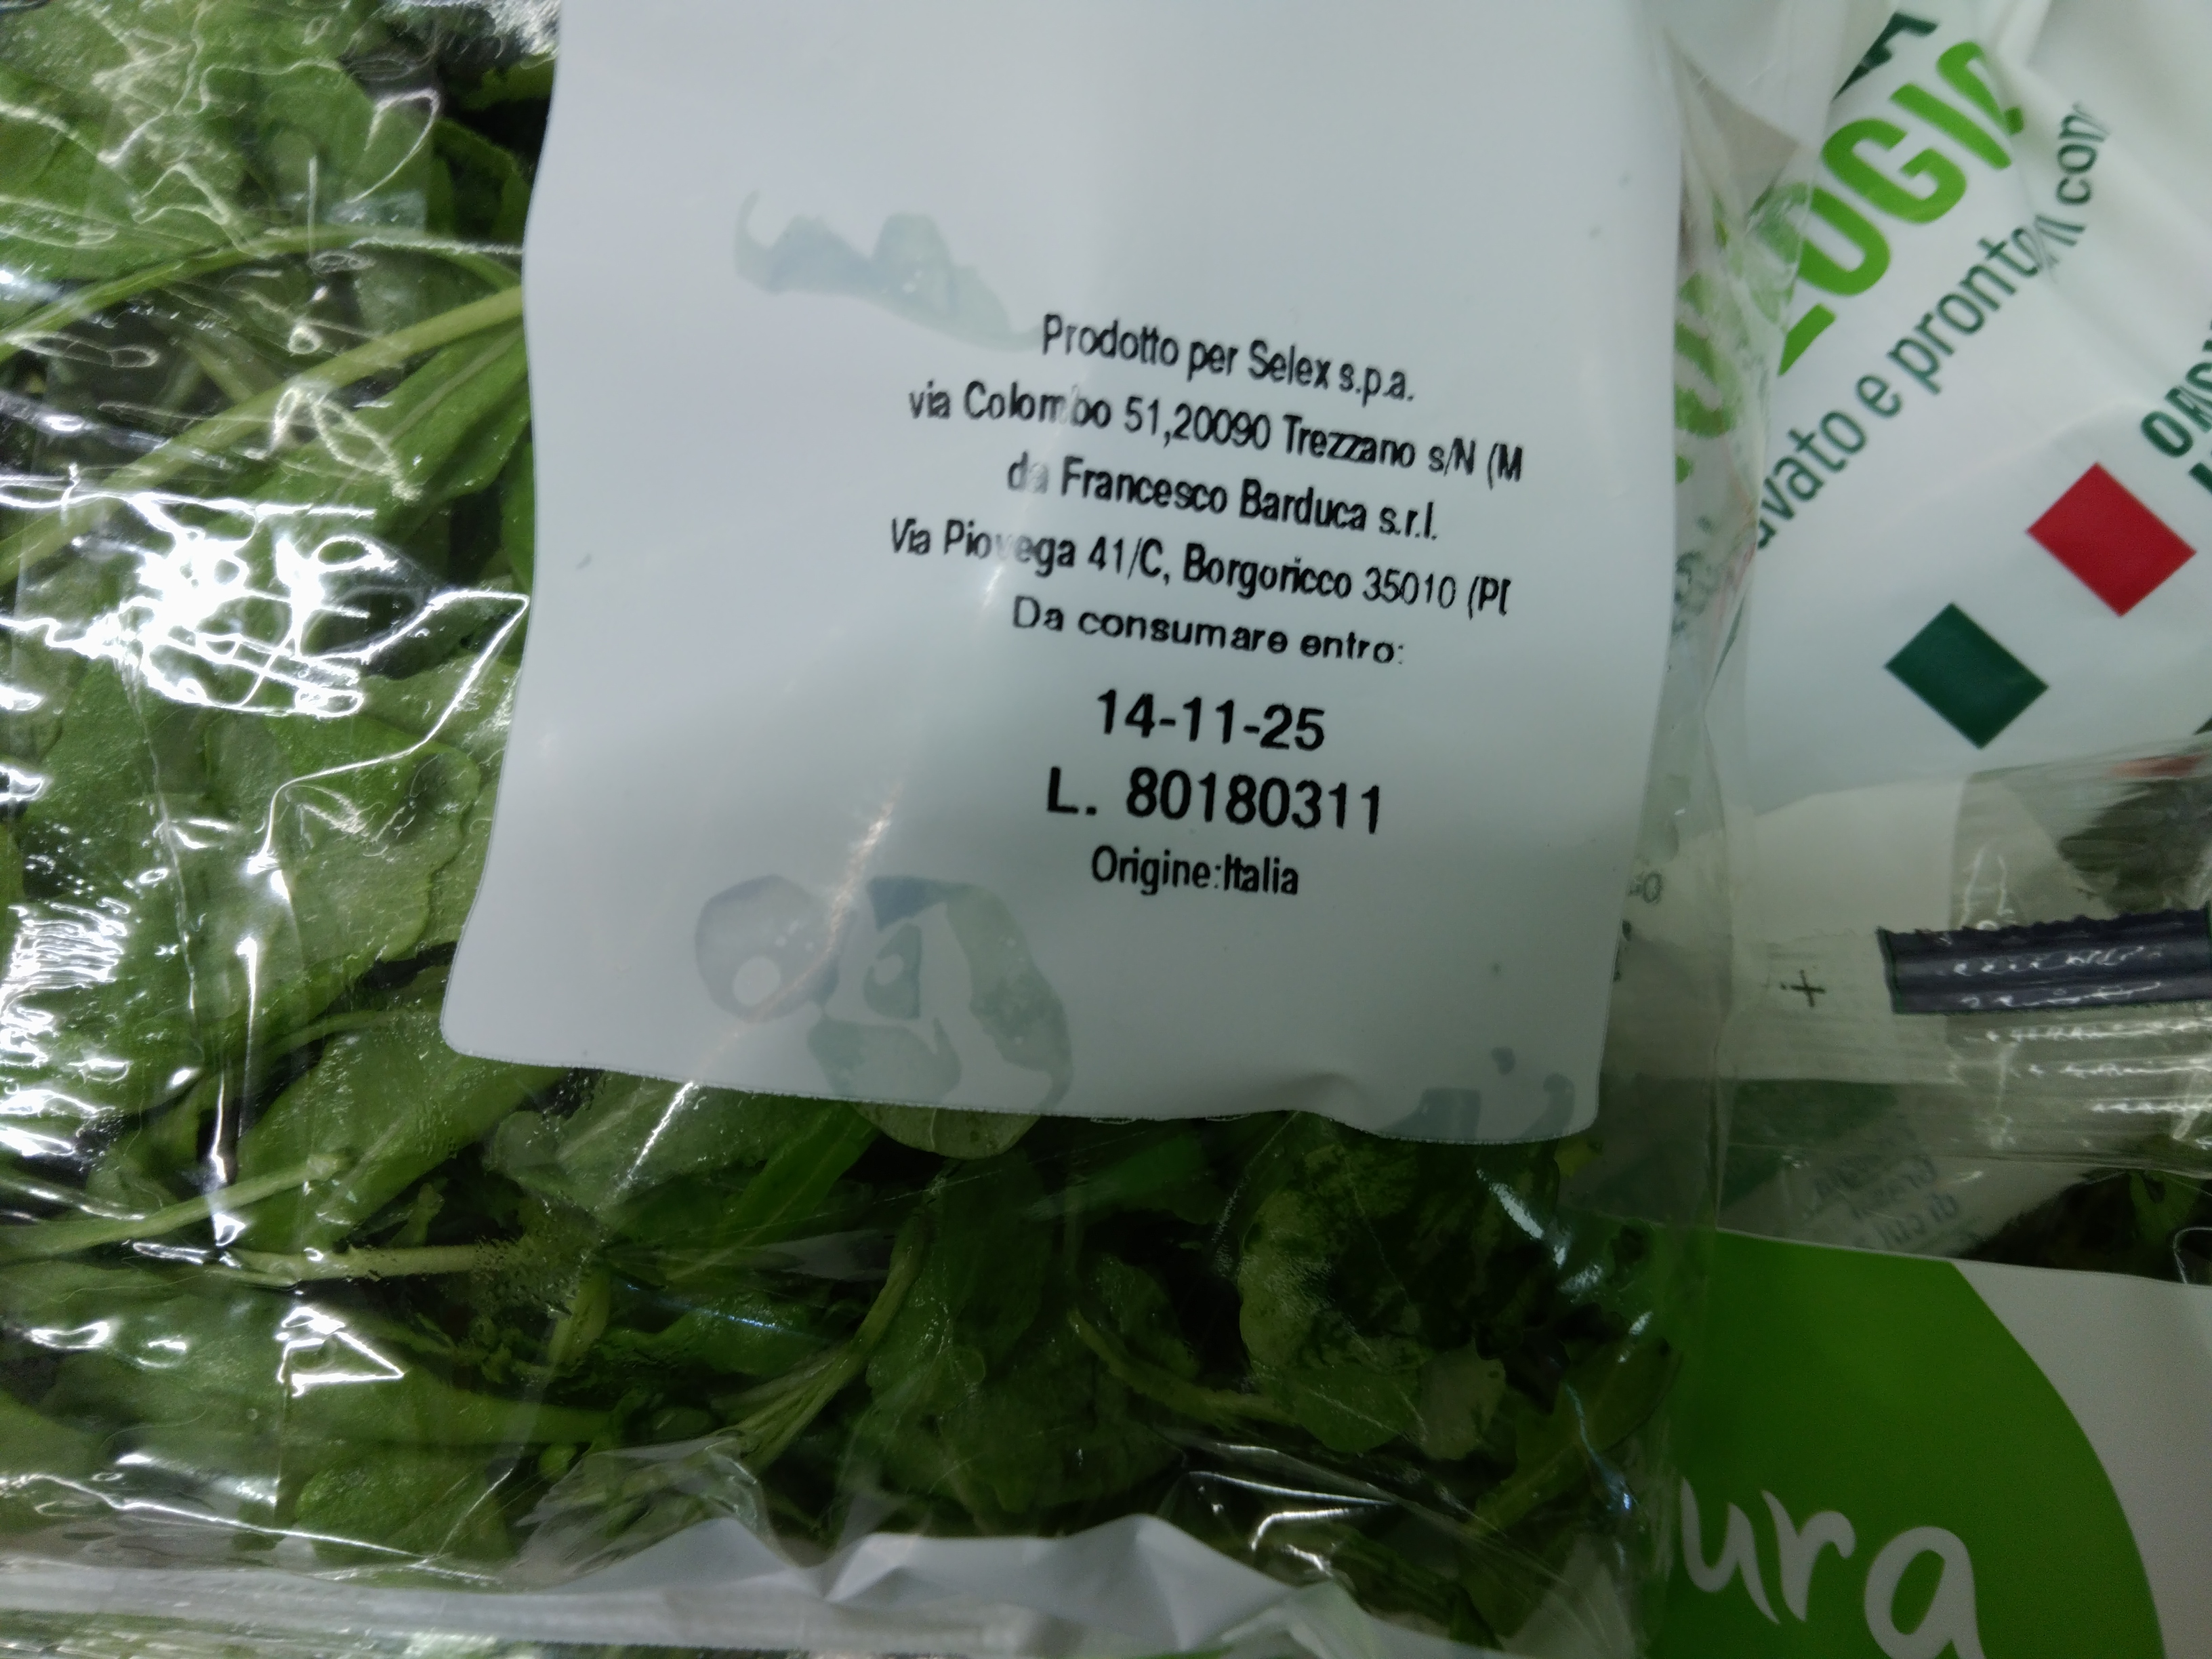 Prodotto per Selex s.p.a.
via Colombo 51,20090 Trezzano s/N (M
da Francesco Barduca s.r.l.
Via Piovega 41/C, Borgoricco 35010 (P
Da consumare entro:
14-11-25
L. 80180311
Origine:Italia
e pronto
ura